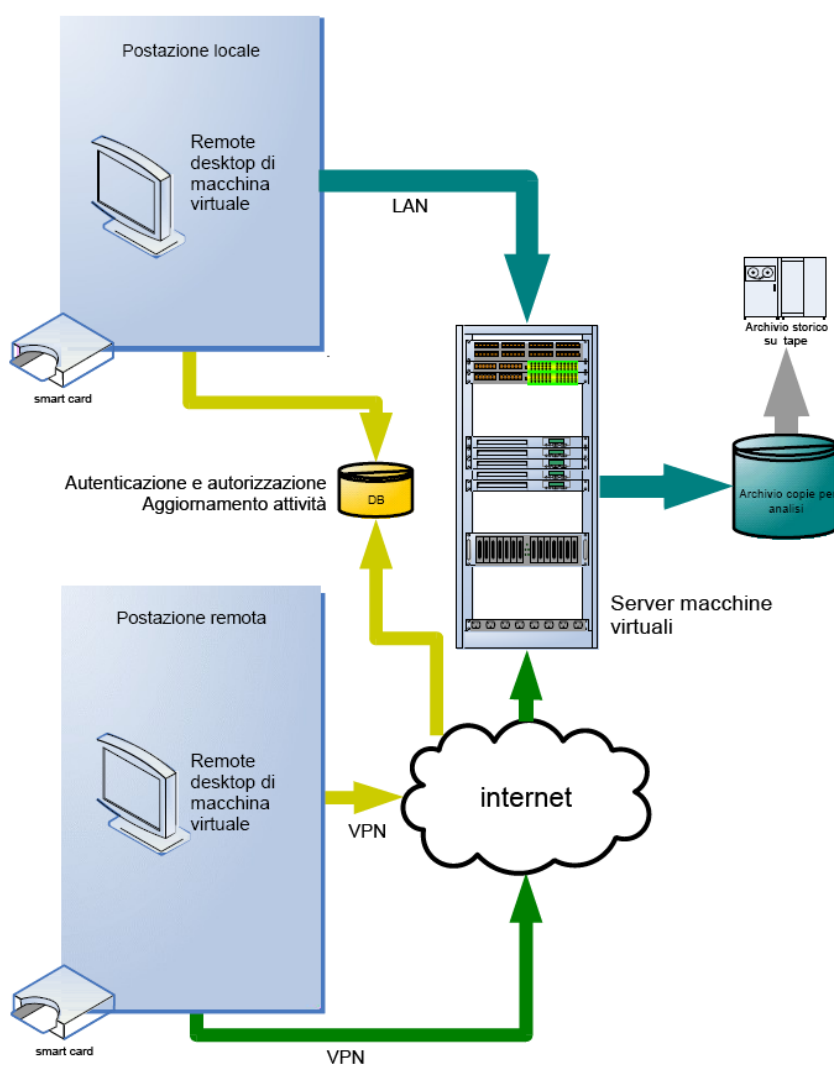 Postazione locale
Remote
desktop di
macchina
virtuale
LAN
smart card
Archivio storico
su tape
Autenticazione e autorizzazione
Aggiornamento attività
DB
Archivio copie per
analisi
Server macchine
virtuali
Postazione remota
Remote
desktop di
macchina
virtuale
VPN
internet
smart card
VPN